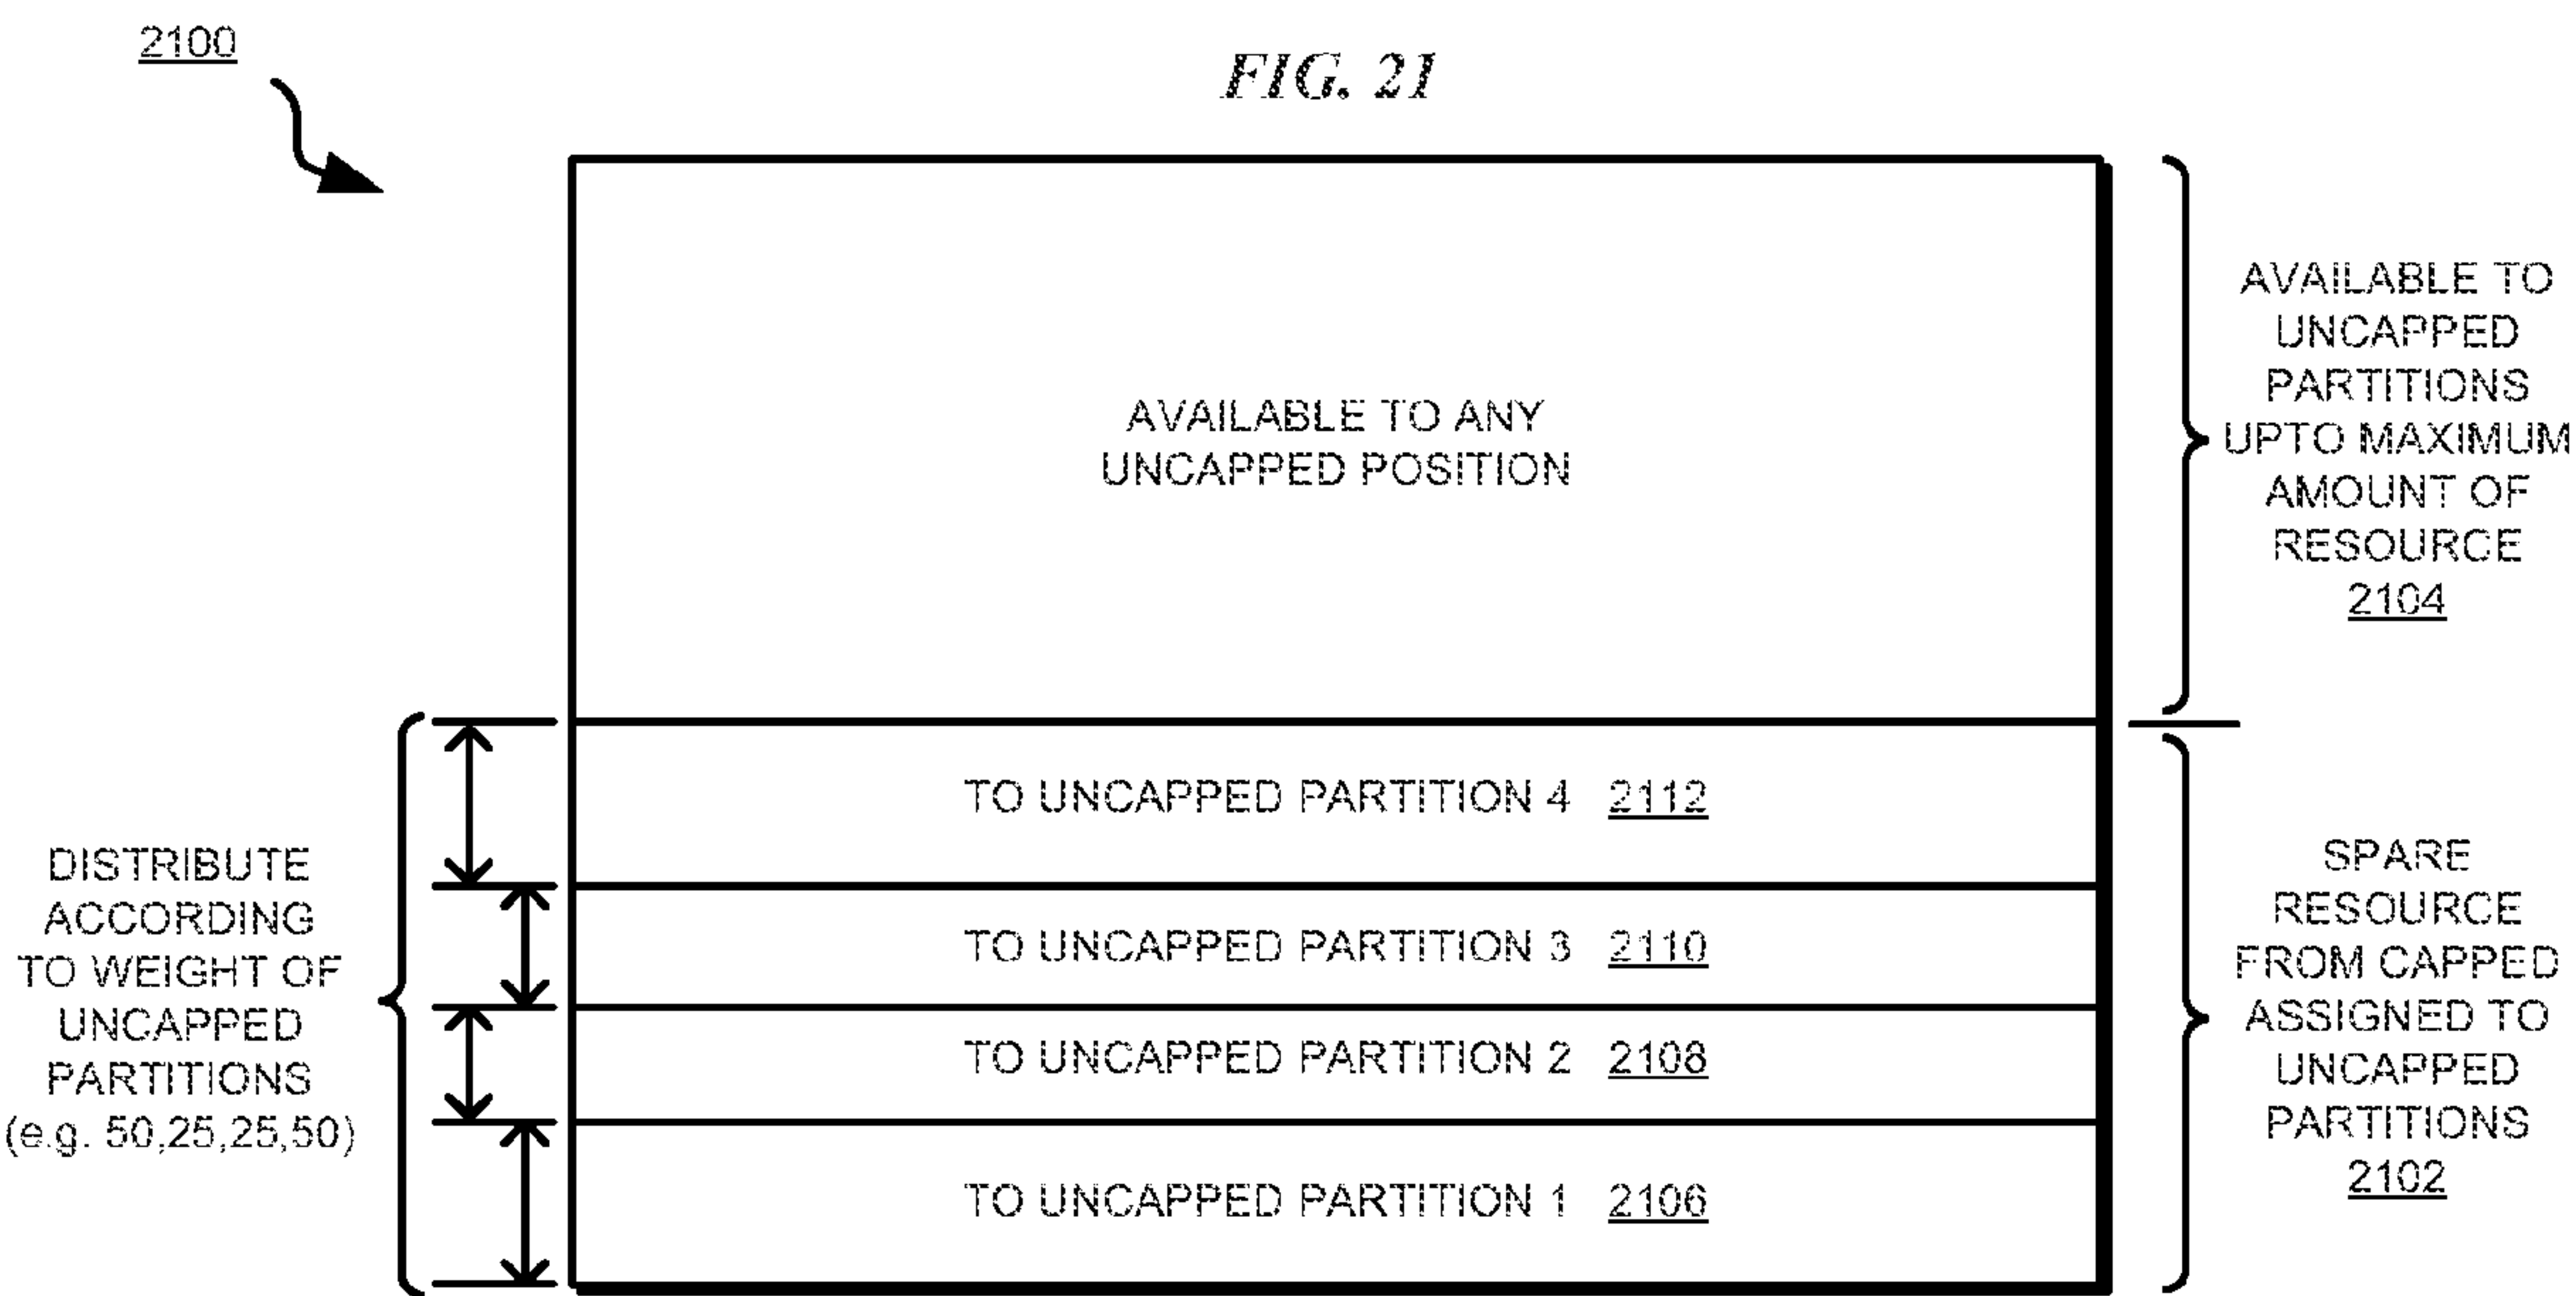 2100
FIG. 21
AVAILABLE TO ANY
UNCAPPED POSITION
AVAILABLE TO
UNCAPPED
PARTITIONS
UPTO MAXIMUM
AMOUNT OF
RESOURCE
2104
TO UNCAPPED PARTITION 4 2112
TO UNCAPPED PARTITION 3 2110
TO UNCAPPED PARTITION 2 2108
TO UNCAPPED PARTITION 1 2106
DISTRIBUTE
ACCORDING
TO WEIGHT OF
UNCAPPED
PARTITIONS
(e.g. 50,25,25,50)
SPARE
RESOURCE
FROM CAPPED
ASSIGNED TO
UNCAPPED
PARTITIONS
2102